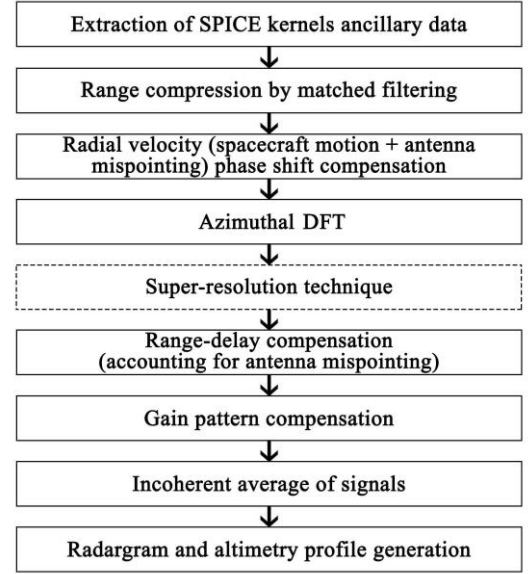 Extraction of SPICE kernels ancillary data
Range compression by matched filtering
Radial velocity (spacecraft motion + antenna
mispointing) phase shift compensation
Azimuthal DFT
Super-resolution technique
Range-delay compensation
(accounting for antenna mispointing)
Gain pattern compensation
Incoherent average of signals
Radargram and altimetry profile generation